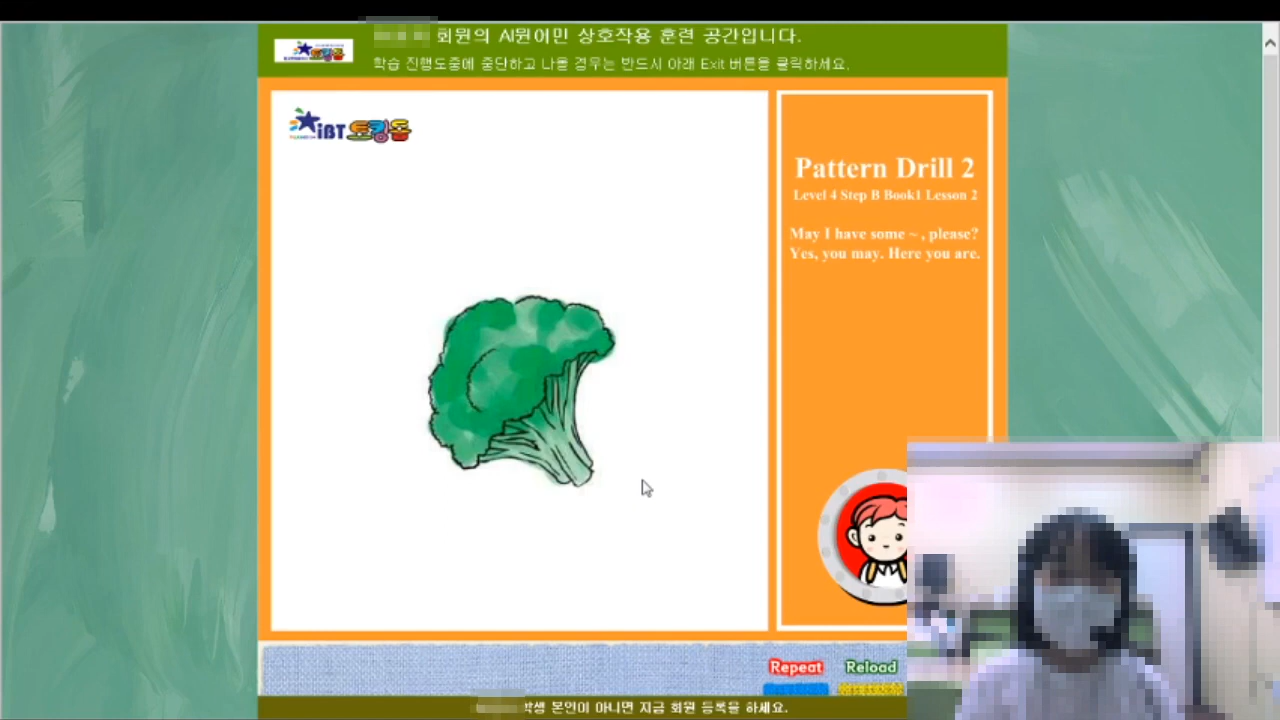 회원의 AI원어민 상호작용 훈련 공간입니다.
학습 진행도중에 중단하고 나올 경우는 반드시 아래 Exit 버튼을 클릭하세요.
iBT 토킹홈
Pattern Drill 2
Level 4 Step B Book1 Lesson 2
May I have some ~ , please?
Yes, you may. Here you are.
Repeat
Reload
학생 본인이 아니면 지금 회원 등록을 하세요.